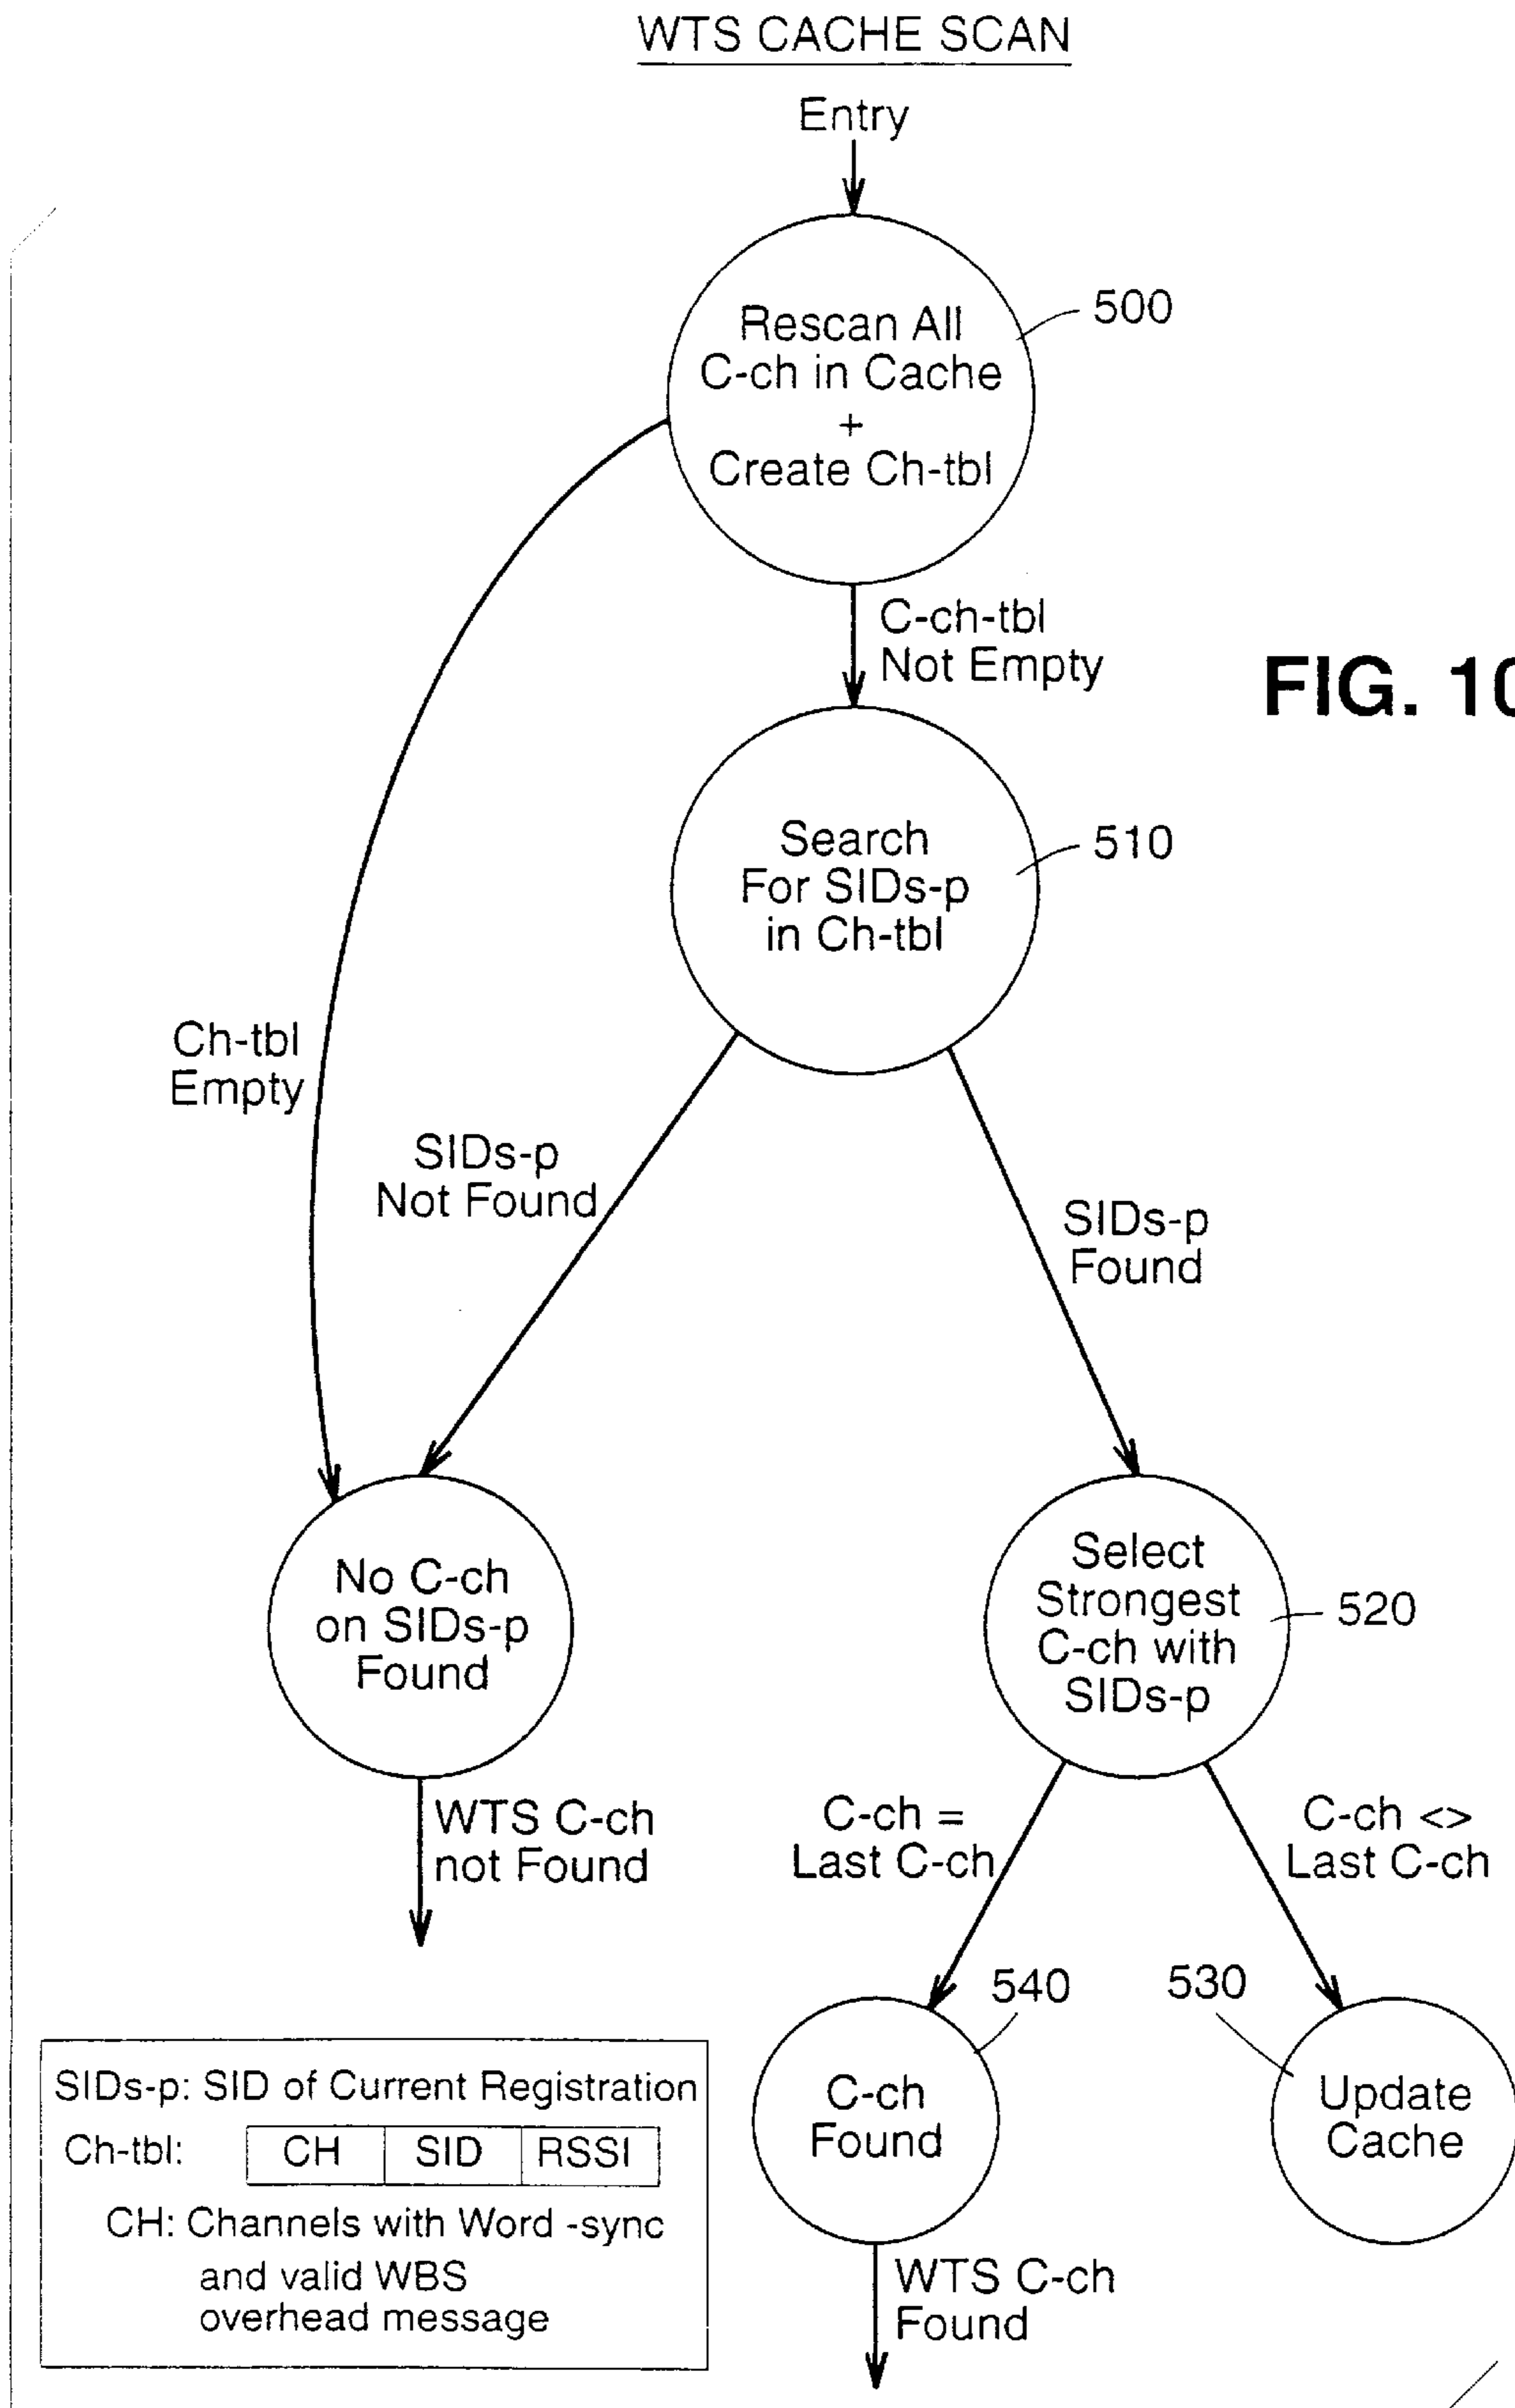 WTS CACHE SCAN
Entry
Rescan All
C-ch in Cache
+
Create Ch-tbl
500
C-ch-tbl
Not Empty
FIG. 10
Search
For SIDs-p
in Ch-tbl
510
Ch-tbl
Empty
SIDs-p
Not Found
SIDs-p
Found
No C-ch
on SIDs-p
Found
Select
Strongest
C-ch with
SIDs-p
520
WTS C-ch
not Found
C-ch =
Last C-ch
C-ch <>
Last C-ch
540
530
C-ch
Found
Update
Cache
WTS C-ch
Found
SIDs-p: SID of Current Registration
Ch-tbl: CH SID RSSI
CH: Channels with Word -sync
and valid WBS
overhead message